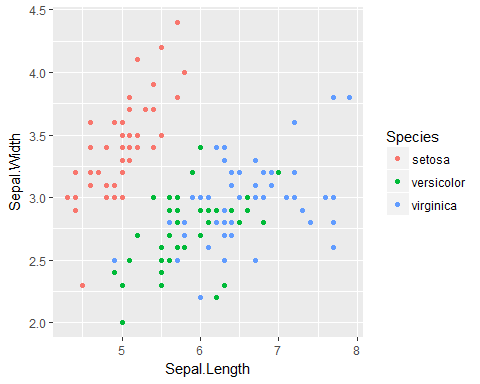 4.5
4.0
3.5
3.0
2.5
2.0
Sepal.Width
5
6
7
8
Sepal.Length
Species
setosa
versicolor
virginica